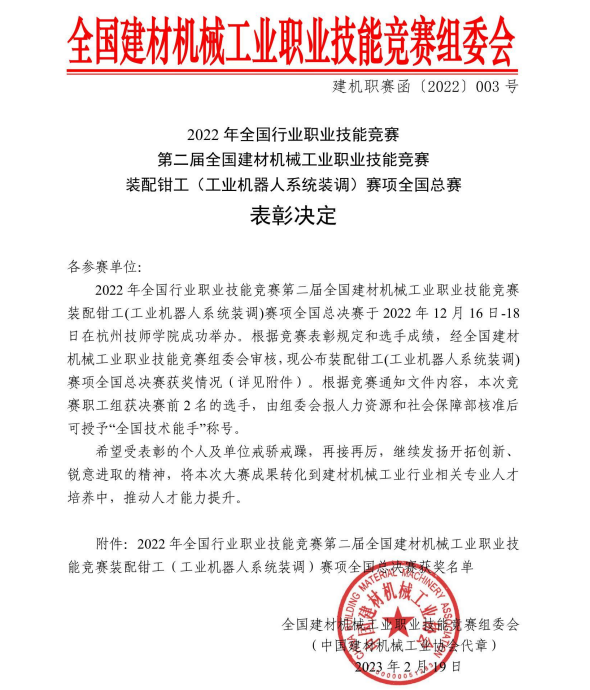 全国建材机械工业职业技能竞赛组委会
建机职赛函〔2022〕003 号
2022 年全国行业职业技能竞赛
第二届全国建材机械工业职业技能竞赛
装配钳工（工业机器人系统装调）赛项全国总赛
表彰决定
各参赛单位：
2022 年全国行业职业技能竞赛第二届全国建材机械工业职业技能竞赛
装配钳工(工业机器人系统装调)赛项全国总决赛于 2022 年 12 月 16 日-18
日在杭州技师学院成功举办。根据竞赛表彰规定和选手成绩，经全国建材
机械工业职业技能竞赛组委会审核，现公布装配钳工(工业机器人系统装调)
赛项全国总决赛获奖情况（详见附件）。根据竞赛通知文件内容，本次竞
赛职工组获决赛前 2 名的选手，由组委会报人力资源和社会保障部核准后
可授予“全国技术能手”称号。
希望受表彰的个人及单位戒骄戒躁，再接再厉，继续发扬开拓创新、
锐意进取的精神，将本次大赛成果转化到建材机械工业行业相关专业人才
培养中，推动人才能力提升。
附件：2022 年全国行业职业技能竞赛第二届全国建材机械工业职业技
能竞赛装配钳工（工业机器人系统装调）赛项全国总决赛获奖名单
全国建材机械工业职业技能竞赛组委会
（中国建材机械工业协会代章）
2023 年 2 月 19 日
CHINA BUILDING MATERIAL MACHINERY ASSOCIATION